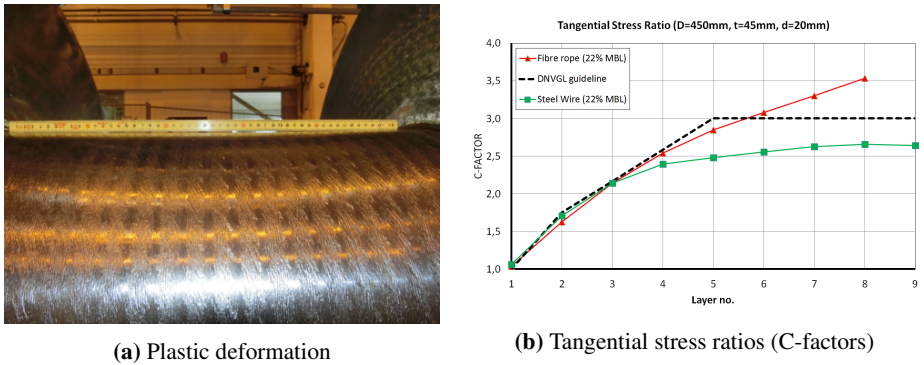 Tangential Stress Ratio (D=450mm, t=45mm, d=20mm)
4,0
3,5
3,0
2,5
2,0
1,5
1,0
C-FACTOR
Fibre rope (22% MBL)
DNVGL guideline
Steel Wire (22% MBL)
1 2 3 4 5 6 7 8 9
Layer no.
(a) Plastic deformation
(b) Tangential stress ratios (C-factors)